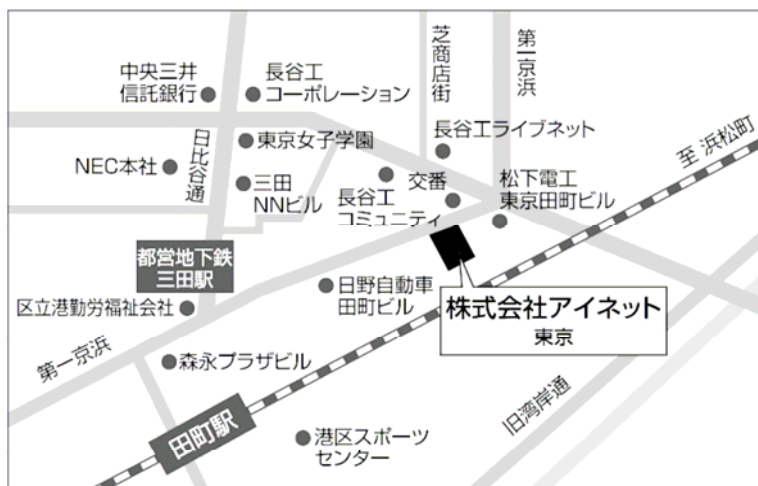 芝商店街
第一京浜
中央三井
信託銀行
長谷工
コーポレーション
日比谷通
東京女子学園
長谷工ライブネット
至 浜松町
NEC本社
三田
NNビル
長谷工
コミュニティ
交番
松下電工
東京田町ビル
都営地下鉄
三田駅
日野自動車
田町ビル
株式会社アイネット
東京
区立港勤労福祉会社
第一京浜
森永プラザビル
田町駅
港区スポーツ
センター
旧湾岸通